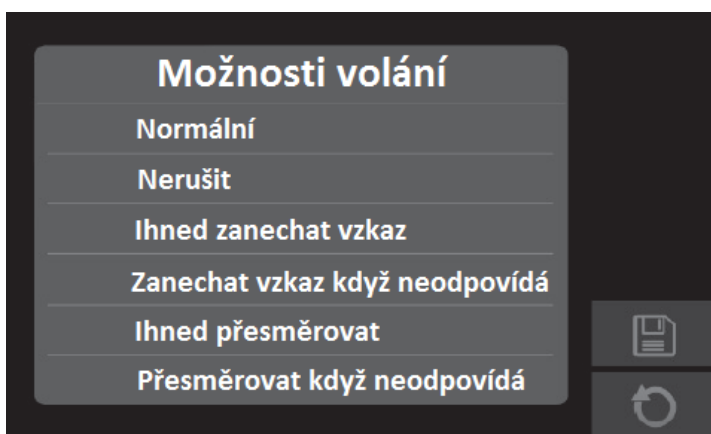 Možnosti volání
Normální
Nerušit
Ihned zanechat vzkaz
Zanechat vzkaz když neodpovídá
Ihned přesměrovat
Přesměrovat když neodpovídá